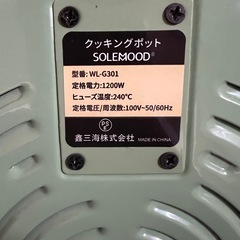 クッキングポット
SOLEMOOD®
型番: WL-G301
定格電力: 1200W
ヒューズ温度: 240℃
定格電圧/周波数: 100V~50/60Hz
PSE
鑫三海株式会社
MADE IN CHINA